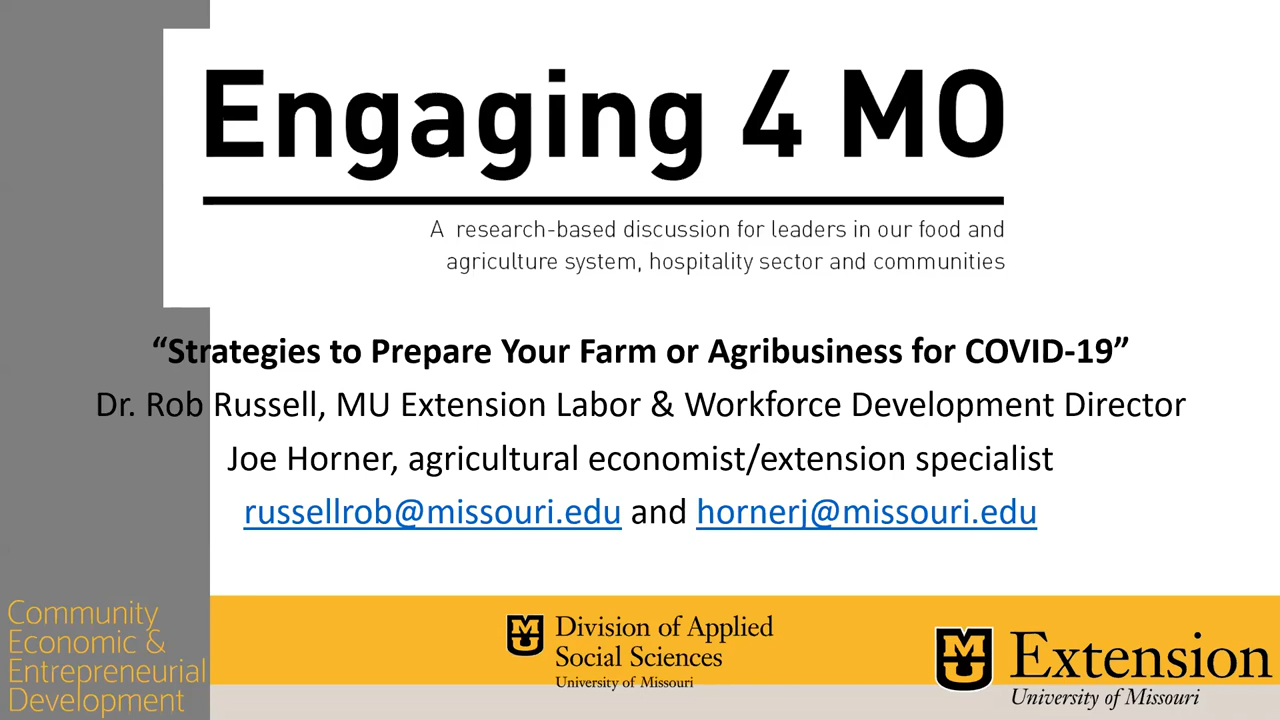 Engaging 4 MO
A research-based discussion for leaders in our food and
agriculture system, hospitality sector and communities
“Strategies to Prepare Your Farm or Agribusiness for COVID-19”
Dr. Rob Russell, MU Extension Labor & Workforce Development Director
Joe Horner, agricultural economist/extension specialist
russellrob@missouri.edu and hornerj@missouri.edu
Community
Economic &
Entrepreneurial
Development
MU
Division of Applied
Social Sciences
University of Missouri
MU
Extension
University of Missouri